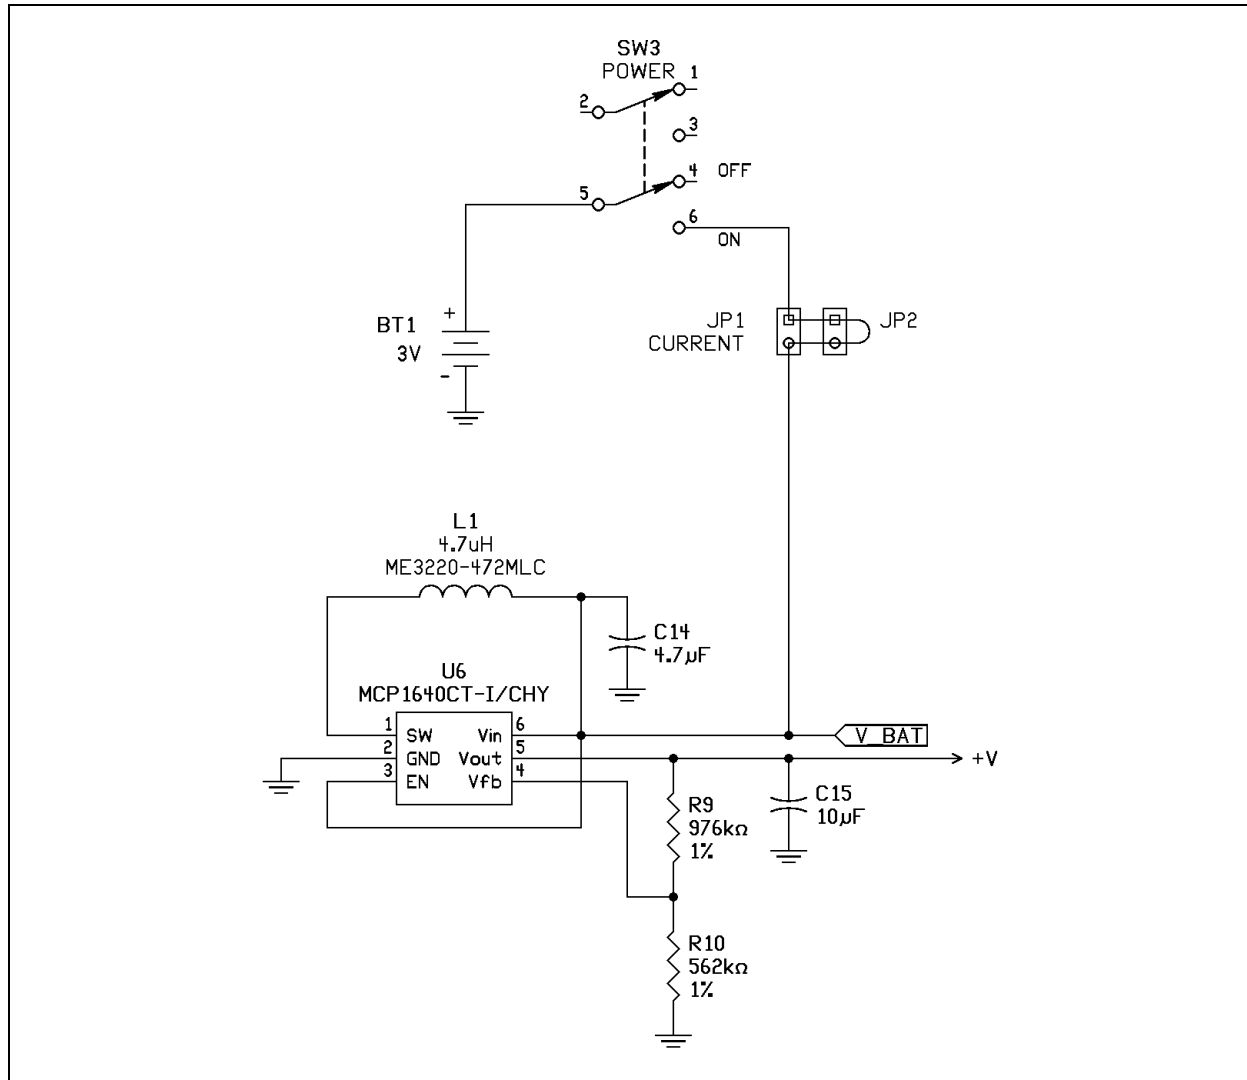 SW3
POWER
1
2
3
4
OFF
5
6
ON
BT1
3V
+
-
JP1
CURRENT
JP2
L1
4.7uH
ME3220-472MLC
C14
4.7µF
U6
MCP1640CT-I/CHY
1
SW
Vin
6
2
GND
Vout
5
3
EN
Vfb
4
V_BAT
+V
R9
976kΩ
1%
C15
10µF
R10
562kΩ
1%